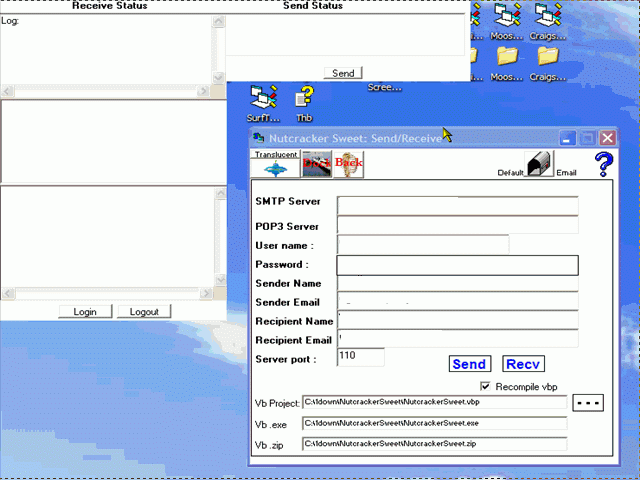 Receive Status
Send Status
Log:
Send
Moos...
Craigs...
Moos...
Craigs...
Scree...
SurfT...
Thb
Nutcracker Sweet: Send/Receive
Translucent
Back
Default
Email
SMTP Server
POP3 Server
User name :
Password :
Sender Name
Sender Email
Recipient Name
Recipient Email
Server port :
110
Send
Recv
Login
Logout
Recompile vbp
Vb Project:
C:\1down\NutcrackerSweet\NutcrackerSweet.vbp
...
Vb .exe
C:\1down\NutcrackerSweet\NutcrackerSweet.exe
Vb .zip
C:\1down\NutcrackerSweet\NutcrackerSweet.zip